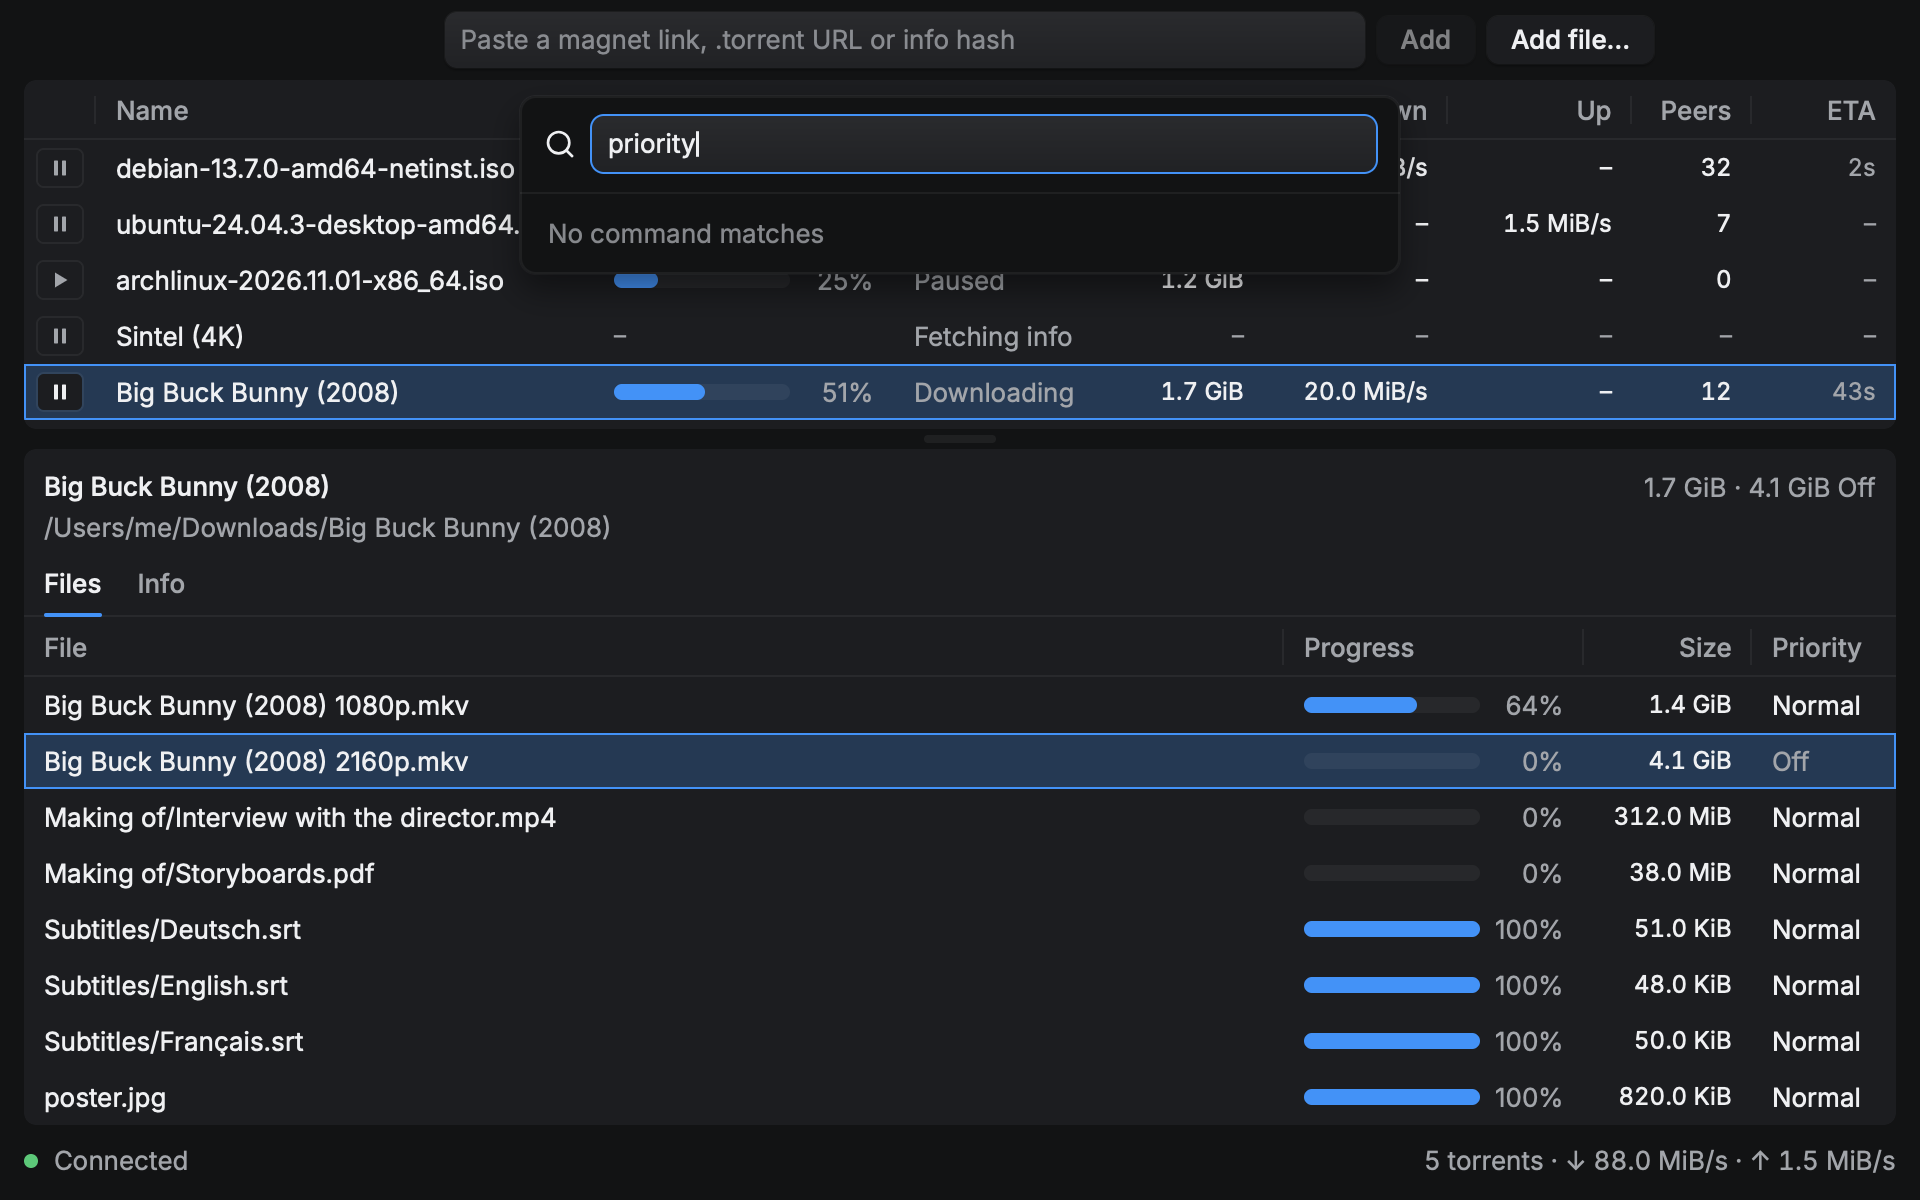 Paste a magnet link, .torrent URL or info hash Add Add file...
Name Up Peers ETA
priority
debian-13.7.0-amd64-netinst.iso – 32 2s
ubuntu-24.04.3-desktop-amd64. – 1.5 MiB/s 7 –
No command matches
archlinux-2026.11.01-x86_64.iso 25% Paused 1.2 GiB – – 0 –
Sintel (4K) – Fetching info – – – – –
Big Buck Bunny (2008) 51% Downloading 1.7 GiB 20.0 MiB/s – 12 43s
Big Buck Bunny (2008) 1.7 GiB · 4.1 GiB Off
/Users/me/Downloads/Big Buck Bunny (2008)
Files Info
File Progress Size Priority
Big Buck Bunny (2008) 1080p.mkv 64% 1.4 GiB Normal
Big Buck Bunny (2008) 2160p.mkv 0% 4.1 GiB Off
Making of/Interview with the director.mp4 0% 312.0 MiB Normal
Making of/Storyboards.pdf 0% 38.0 MiB Normal
Subtitles/Deutsch.srt 100% 51.0 KiB Normal
Subtitles/English.srt 100% 48.0 KiB Normal
Subtitles/Français.srt 100% 50.0 KiB Normal
poster.jpg 100% 820.0 KiB Normal
Connected 5 torrents · ↓ 88.0 MiB/s · ↑ 1.5 MiB/s